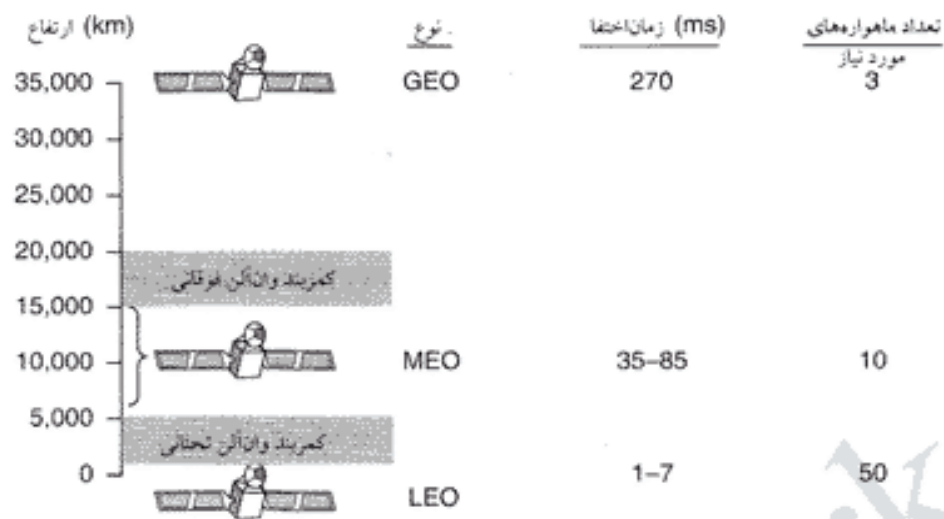 ارتفاع (km)
نوع
زمان‌اختفا (ms)
تعداد ماهواره‌های
مورد نیاز
35,000
GEO
270
3
30,000
25,000
20,000
کمربند وان‌آلن فوقانی
15,000
10,000
MEO
35–85
10
5,000
کمربند وان‌آلن تحتانی
0
LEO
1–7
50